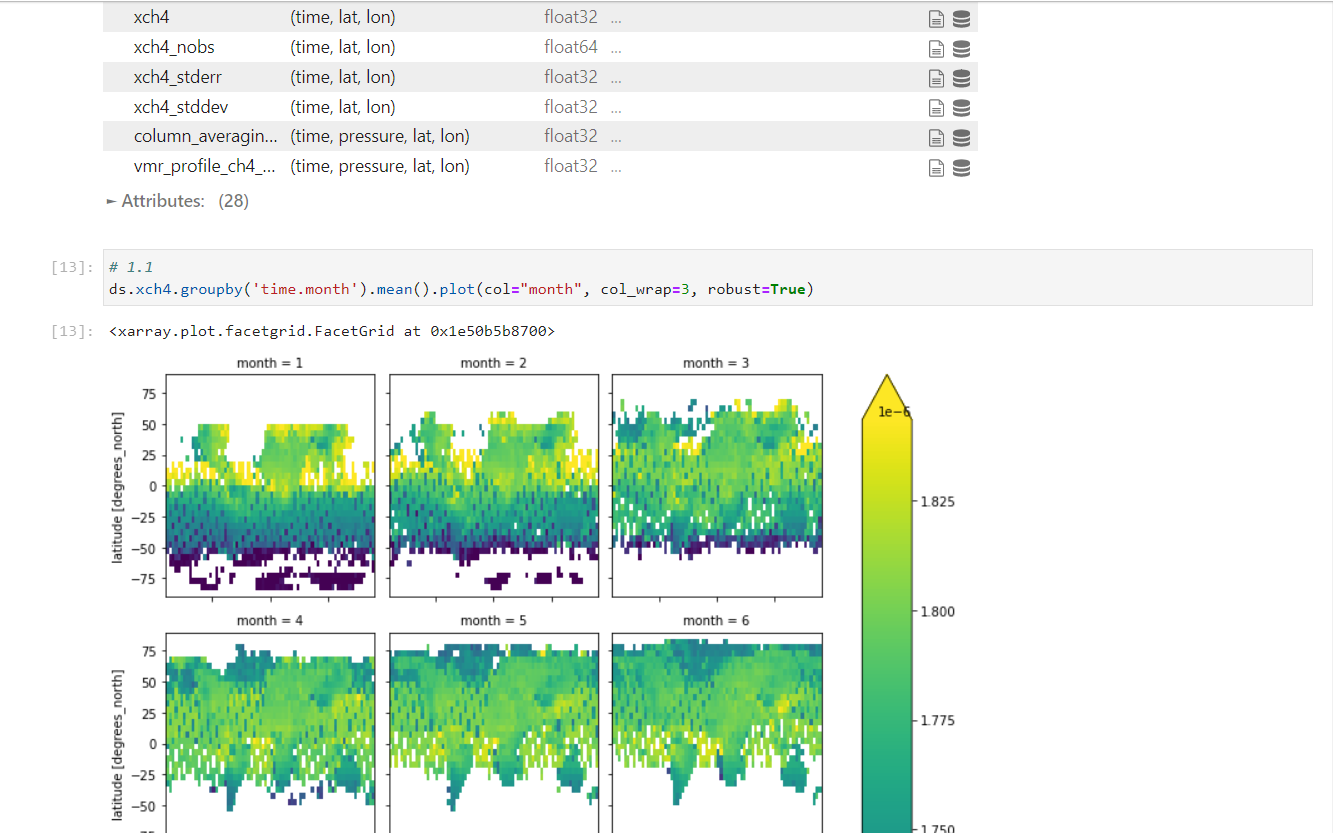 xch4 (time, lat, lon) float32 ...
xch4_nobs (time, lat, lon) float64 ...
xch4_stderr (time, lat, lon) float32 ...
xch4_stddev (time, lat, lon) float32 ...
column_averagin... (time, pressure, lat, lon) float32 ...
vmr_profile_ch4_... (time, pressure, lat, lon) float32 ...
► Attributes: (28)
[13]: # 1.1
ds.xch4.groupby('time.month').mean().plot(col="month", col_wrap=3, robust=True)
[13]: <xarray.plot.facetgrid.FacetGrid at 0x1e50b5b8700>
month = 1 month = 2 month = 3
latitude [degrees_north]
75
50
25
0
−25
−50
−75
month = 4 month = 5 month = 6
latitude [degrees_north]
75
50
25
0
−25
−50
1e−6
1.825
1.800
1.775
1.750